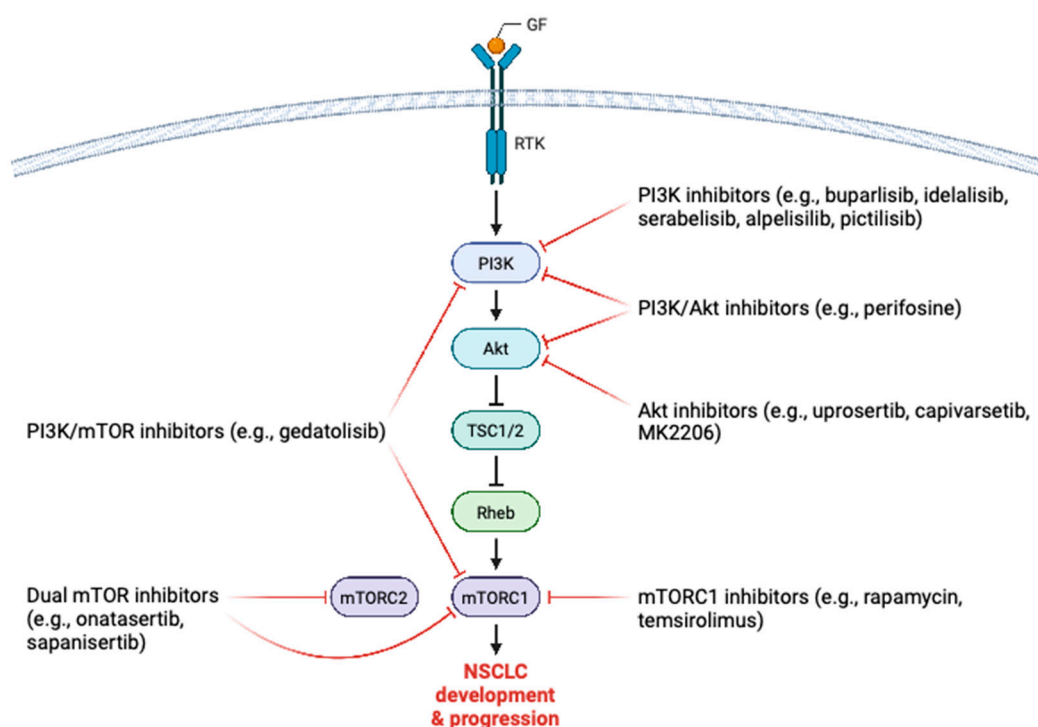 GF
RTK
PI3K inhibitors (e.g., buparlisib, idelalisib,
serabelisib, alpelisilib, pictilisib)
PI3K
PI3K/Akt inhibitors (e.g., perifosine)
Akt
Akt inhibitors (e.g., uprosertib, capivarsetib,
MK2206)
PI3K/mTOR inhibitors (e.g., gedatolisib)
TSC1/2
Rheb
Dual mTOR inhibitors
(e.g., onatasertib,
sapanisertib)
mTORC2
mTORC1
mTORC1 inhibitors (e.g., rapamycin,
temsirolimus)
NSCLC
development
& progression